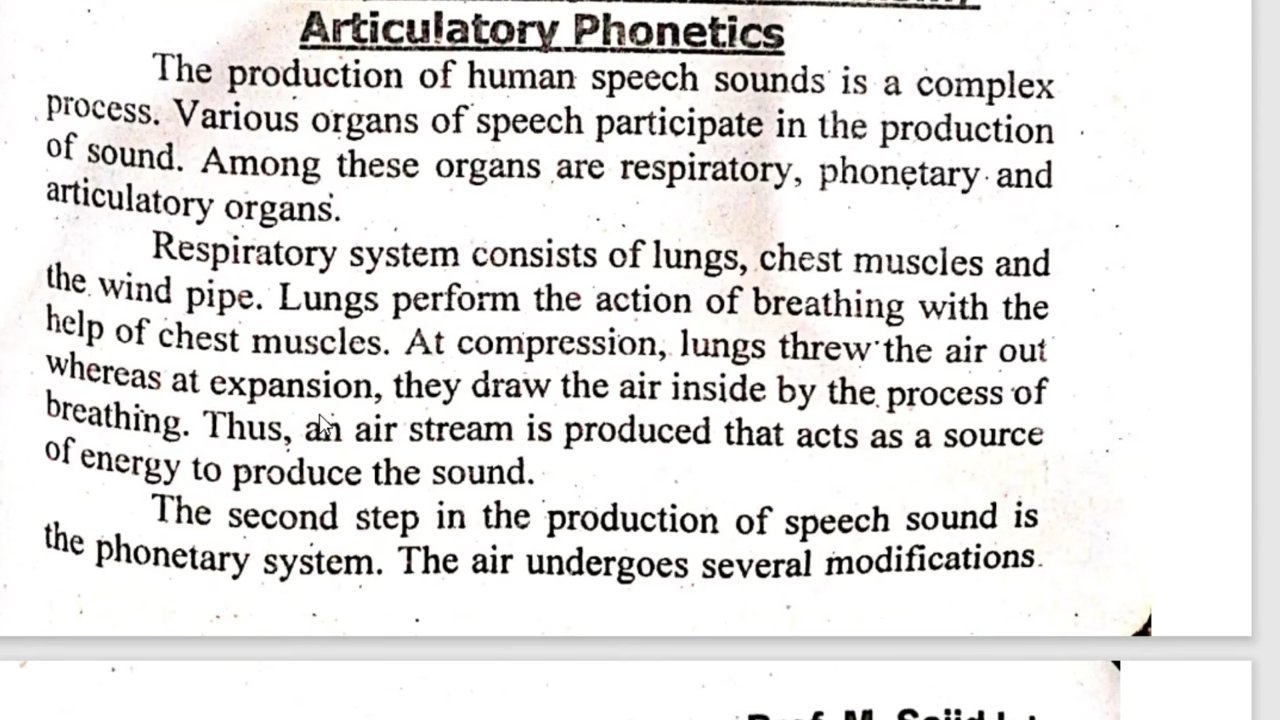 Articulatory Phonetics
The production of human speech sounds is a complex
process. Various organs of speech participate in the production
of sound. Among these organs are respiratory, phonetary and
articulatory organs.
Respiratory system consists of lungs, chest muscles and
the wind pipe. Lungs perform the action of breathing with the
help of chest muscles. At compression, lungs threw the air out
whereas at expansion, they draw the air inside by the process of
breathing. Thus, an air stream is produced that acts as a source
of energy to produce the sound.
The second step in the production of speech sound is
the phonetary system. The air undergoes several modifications
Prof. M. Sajid